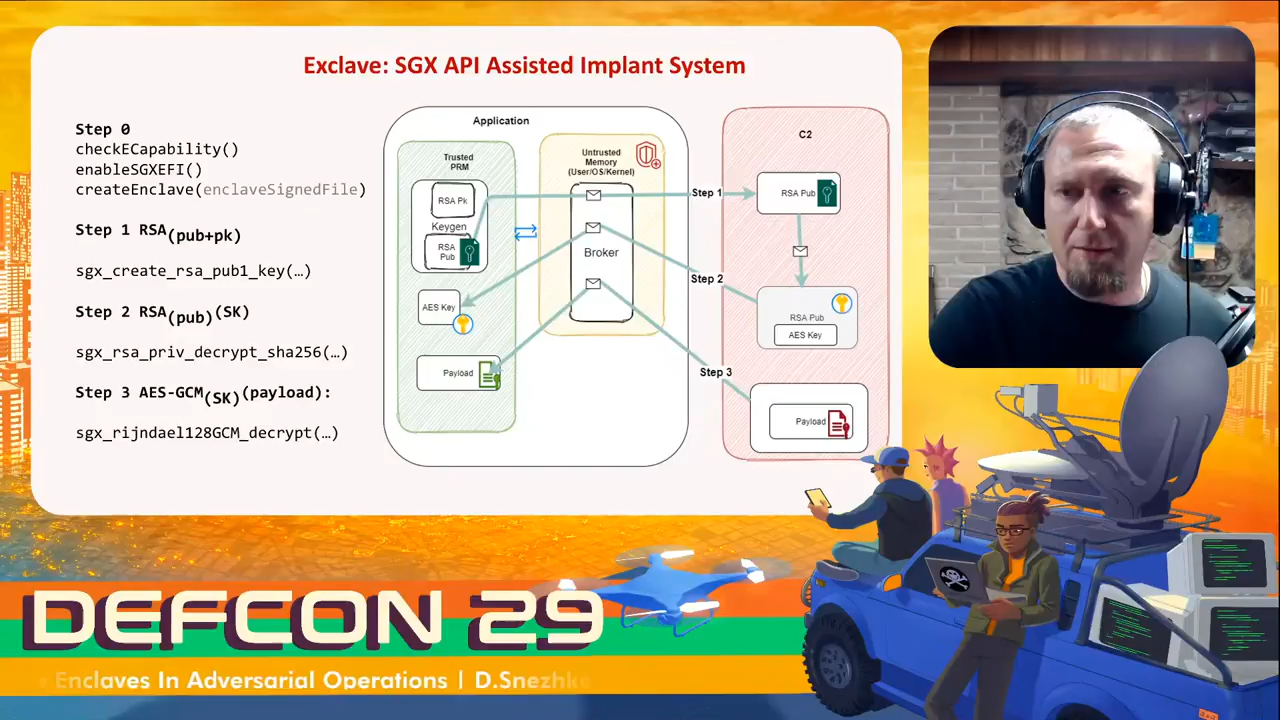 Exclave: SGX API Assisted Implant System
Step 0
checkECapability()
enableSGXEFI()
createEnclave(enclaveSignedFile)
Step 1 RSA(pub+pk)
sgx_create_rsa_pub1_key(…)
Step 2 RSA(pub)(SK)
sgx_rsa_priv_decrypt_sha256(…)
Step 3 AES-GCM(SK)(payload):
sgx_rijndael128GCM_decrypt(…)
Application
Trusted
PRM
RSA Pk
Keygen
RSA
Pub
AES Key
Payload
Untrusted
Memory
(User/OS/Kernel)
Broker
Step 1
Step 2
Step 3
C2
RSA Pub
RSA Pub
AES Key
Payload
DEFCON 29
Enclaves In Adversarial Operations | D.Snezhk